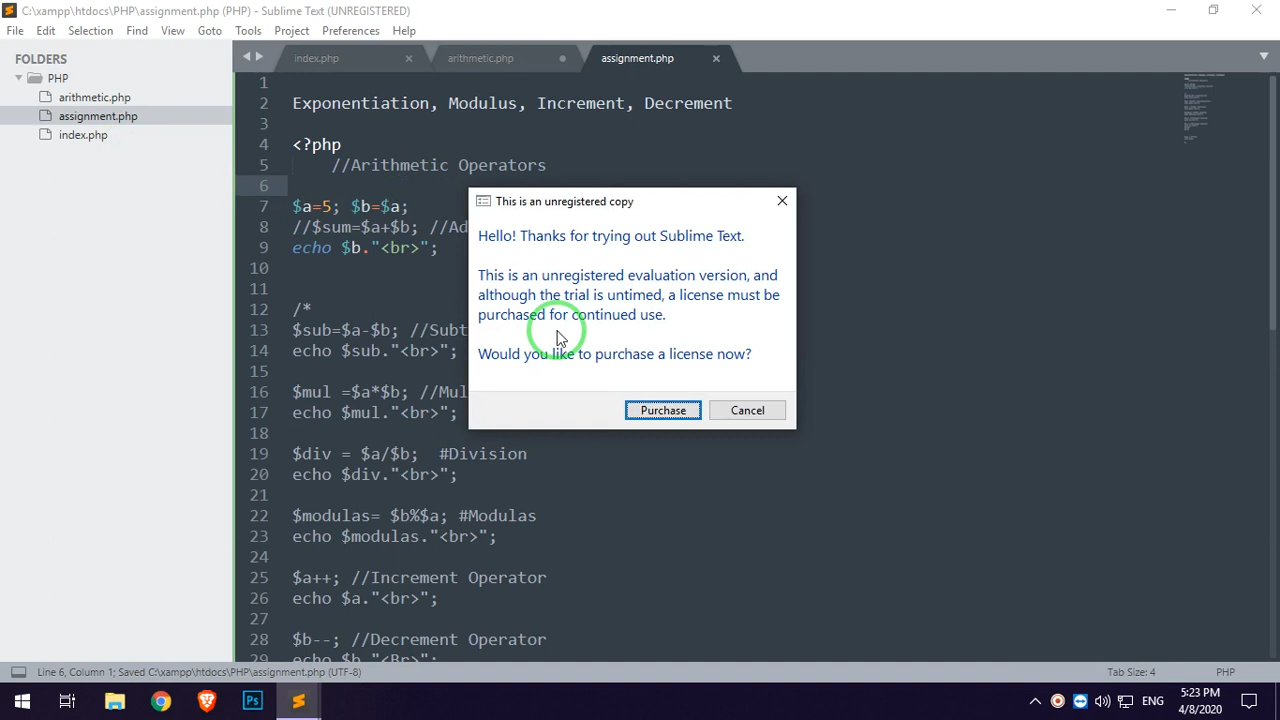 C:\xampp\htdocs\PHP\assignment.php (PHP) - Sublime Text (UNREGISTERED)
File Edit Selection Find View Goto Tools Project Preferences Help
FOLDERS
PHP
arithmetic.php
assignment.php
index.php
index.php arithmetic.php assignment.php
1
2 Exponentiation, Modulus, Increment, Decrement
3
4 <?php
5 //Arithmetic Operators
6
7 $a=5; $b=$a;
8 //$sum=$a+$b; //Ad
9 echo $b."<br>";
10
11
12 /*
13 $sub=$a-$b; //Subt
14 echo $sub."<br>";
15
16 $mul =$a*$b; //Mul
17 echo $mul."<br>";
18
19 $div = $a/$b; #Division
20 echo $div."<br>";
21
22 $modulas= $b%$a; #Modulas
23 echo $modulas."<br>";
24
25 $a++; //Increment Operator
26 echo $a."<br>";
27
28 $b--; //Decrement Operator
29 echo $b."<Br>";
This is an unregistered copy
Hello! Thanks for trying out Sublime Text.
This is an unregistered evaluation version, and
although the trial is untimed, a license must be
purchased for continued use.
Would you like to purchase a license now?
Purchase Cancel
Line 6, Column 1; Saved C:\xampp\htdocs\PHP\assignment.php (UTF-8) Tab Size: 4 PHP
Ps
ENG
5:23 PM
4/8/2020